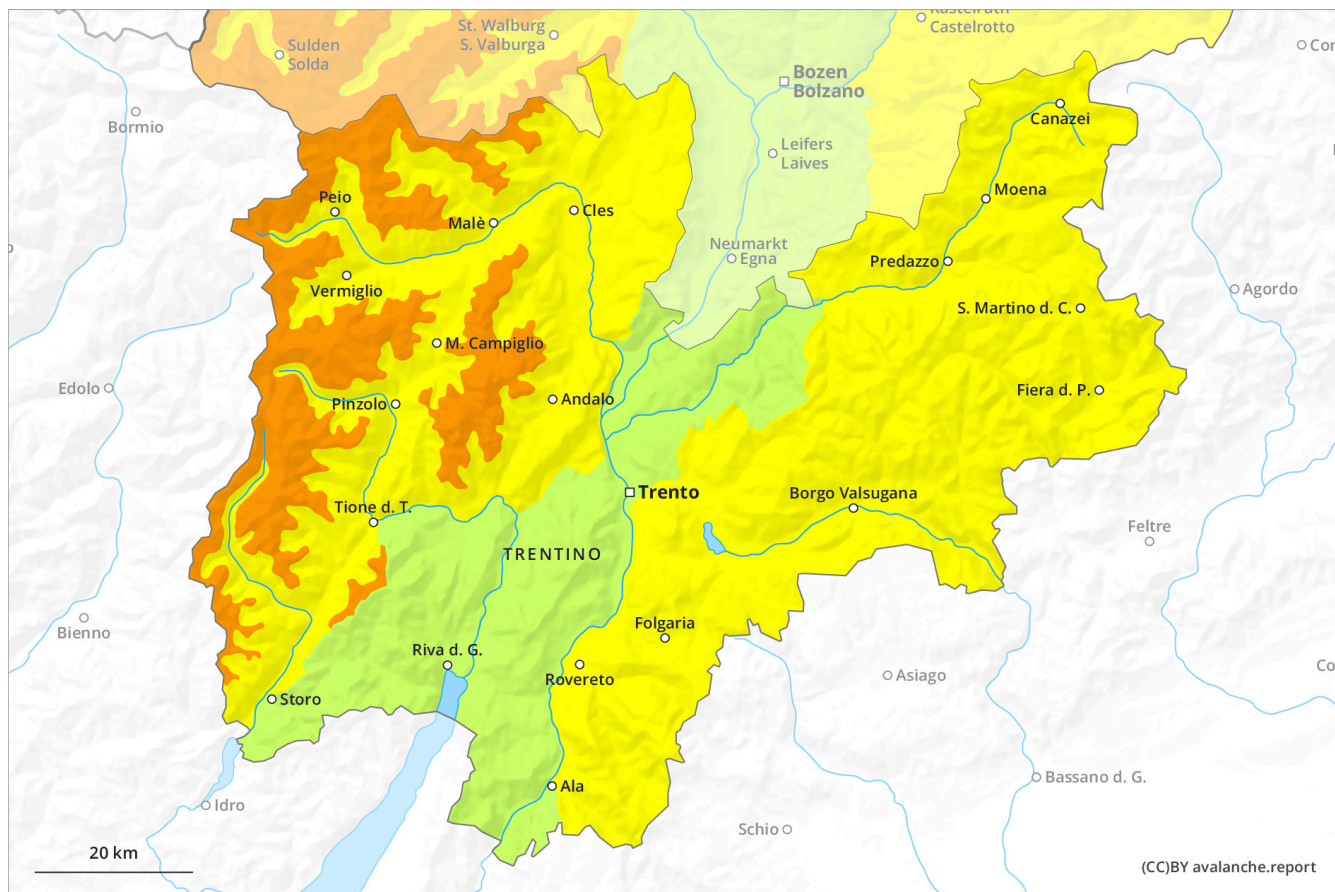 Kastelruth
Castelrotto
St. Walburg
S. Valburga
Sulden
Solda
Bozen
Bolzano
Bormio
Canazei
Leifers
Laives
Peio
Moena
Malè
Cles
Neumarkt
Egna
Predazzo
Vermiglio
Agordo
S. Martino d. C.
M. Campiglio
Edolo
Pinzolo
Andalo
Fiera d. P.
Trento
Borgo Valsugana
Tione d. T.
Feltre
TRENTINO
Bienno
Folgaria
Riva d. G.
Rovereto
Asiago
Storo
Bassano d. G.
Ala
Idro
Schio
20 km
(CC)BY avalanche.report